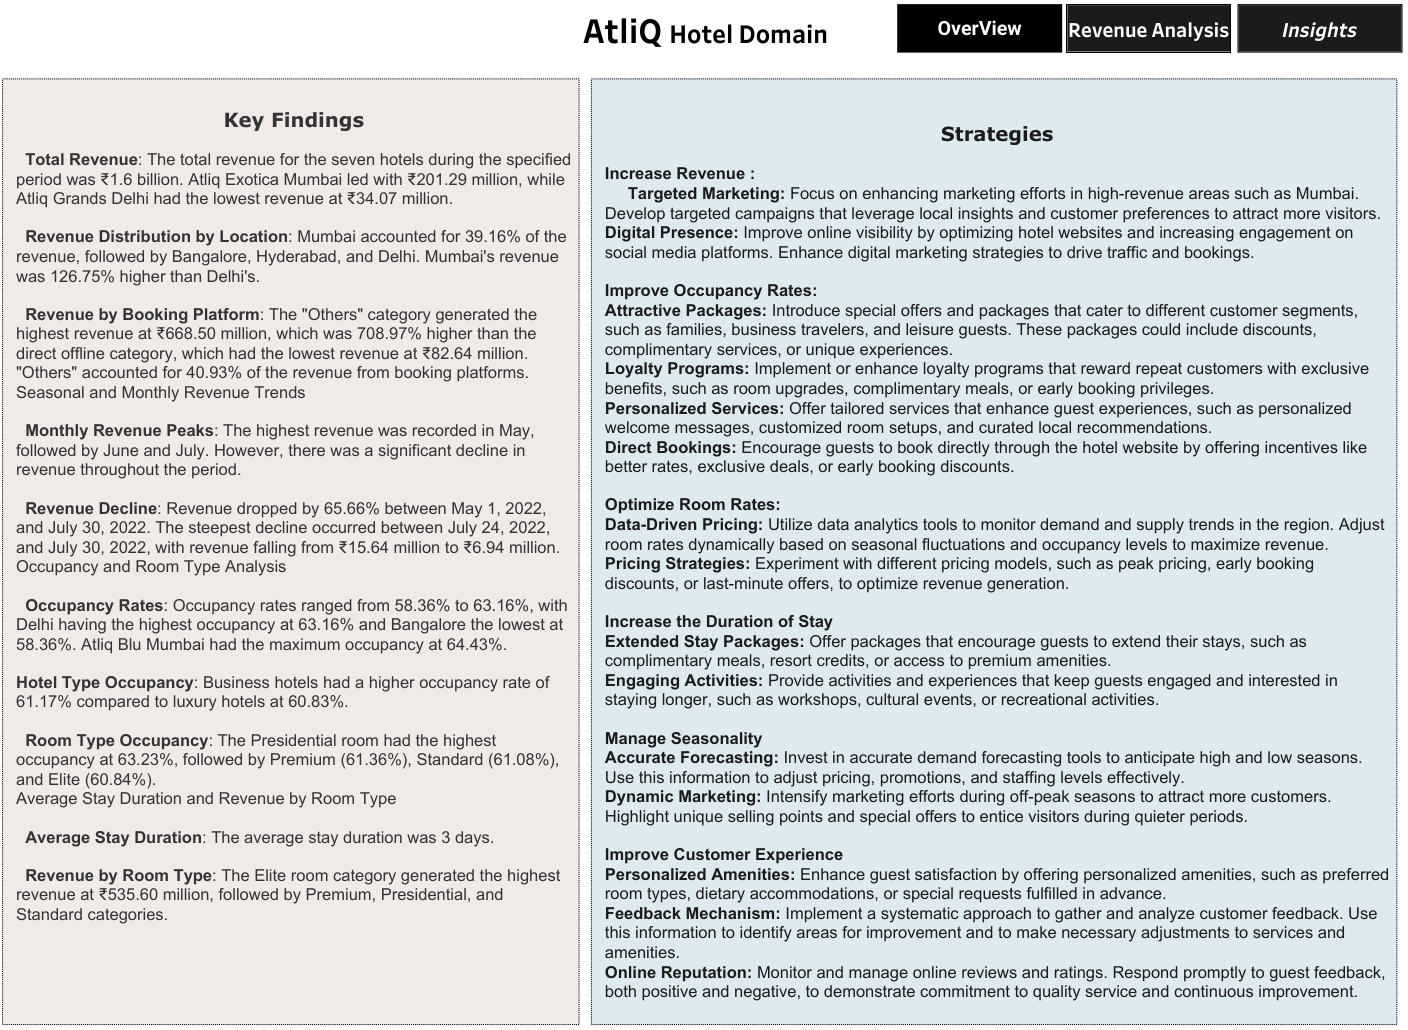 AtliQ Hotel Domain
OverView
Revenue Analysis
Insights
Key Findings
Total Revenue: The total revenue for the seven hotels during the specified
period was ₹1.6 billion. Atliq Exotica Mumbai led with ₹201.29 million, while
Atliq Grands Delhi had the lowest revenue at ₹34.07 million.
Revenue Distribution by Location: Mumbai accounted for 39.16% of the
revenue, followed by Bangalore, Hyderabad, and Delhi. Mumbai's revenue
was 126.75% higher than Delhi's.
Revenue by Booking Platform: The "Others" category generated the
highest revenue at ₹668.50 million, which was 708.97% higher than the
direct offline category, which had the lowest revenue at ₹82.64 million.
"Others" accounted for 40.93% of the revenue from booking platforms.
Seasonal and Monthly Revenue Trends
Monthly Revenue Peaks: The highest revenue was recorded in May,
followed by June and July. However, there was a significant decline in
revenue throughout the period.
Revenue Decline: Revenue dropped by 65.66% between May 1, 2022,
and July 30, 2022. The steepest decline occurred between July 24, 2022,
and July 30, 2022, with revenue falling from ₹15.64 million to ₹6.94 million.
Occupancy and Room Type Analysis
Occupancy Rates: Occupancy rates ranged from 58.36% to 63.16%, with
Delhi having the highest occupancy at 63.16% and Bangalore the lowest at
58.36%. Atliq Blu Mumbai had the maximum occupancy at 64.43%.
Hotel Type Occupancy: Business hotels had a higher occupancy rate of
61.17% compared to luxury hotels at 60.83%.
Room Type Occupancy: The Presidential room had the highest
occupancy at 63.23%, followed by Premium (61.36%), Standard (61.08%),
and Elite (60.84%).
Average Stay Duration and Revenue by Room Type
Average Stay Duration: The average stay duration was 3 days.
Revenue by Room Type: The Elite room category generated the highest
revenue at ₹535.60 million, followed by Premium, Presidential, and
Standard categories.
Strategies
Increase Revenue :
Targeted Marketing: Focus on enhancing marketing efforts in high-revenue areas such as Mumbai.
Develop targeted campaigns that leverage local insights and customer preferences to attract more visitors.
Digital Presence: Improve online visibility by optimizing hotel websites and increasing engagement on
social media platforms. Enhance digital marketing strategies to drive traffic and bookings.
Improve Occupancy Rates:
Attractive Packages: Introduce special offers and packages that cater to different customer segments,
such as families, business travelers, and leisure guests. These packages could include discounts,
complimentary services, or unique experiences.
Loyalty Programs: Implement or enhance loyalty programs that reward repeat customers with exclusive
benefits, such as room upgrades, complimentary meals, or early booking privileges.
Personalized Services: Offer tailored services that enhance guest experiences, such as personalized
welcome messages, customized room setups, and curated local recommendations.
Direct Bookings: Encourage guests to book directly through the hotel website by offering incentives like
better rates, exclusive deals, or early booking discounts.
Optimize Room Rates:
Data-Driven Pricing: Utilize data analytics tools to monitor demand and supply trends in the region. Adjust
room rates dynamically based on seasonal fluctuations and occupancy levels to maximize revenue.
Pricing Strategies: Experiment with different pricing models, such as peak pricing, early booking
discounts, or last-minute offers, to optimize revenue generation.
Increase the Duration of Stay
Extended Stay Packages: Offer packages that encourage guests to extend their stays, such as
complimentary meals, resort credits, or access to premium amenities.
Engaging Activities: Provide activities and experiences that keep guests engaged and interested in
staying longer, such as workshops, cultural events, or recreational activities.
Manage Seasonality
Accurate Forecasting: Invest in accurate demand forecasting tools to anticipate high and low seasons.
Use this information to adjust pricing, promotions, and staffing levels effectively.
Dynamic Marketing: Intensify marketing efforts during off-peak seasons to attract more customers.
Highlight unique selling points and special offers to entice visitors during quieter periods.
Improve Customer Experience
Personalized Amenities: Enhance guest satisfaction by offering personalized amenities, such as preferred
room types, dietary accommodations, or special requests fulfilled in advance.
Feedback Mechanism: Implement a systematic approach to gather and analyze customer feedback. Use
this information to identify areas for improvement and to make necessary adjustments to services and
amenities.
Online Reputation: Monitor and manage online reviews and ratings. Respond promptly to guest feedback,
both positive and negative, to demonstrate commitment to quality service and continuous improvement.